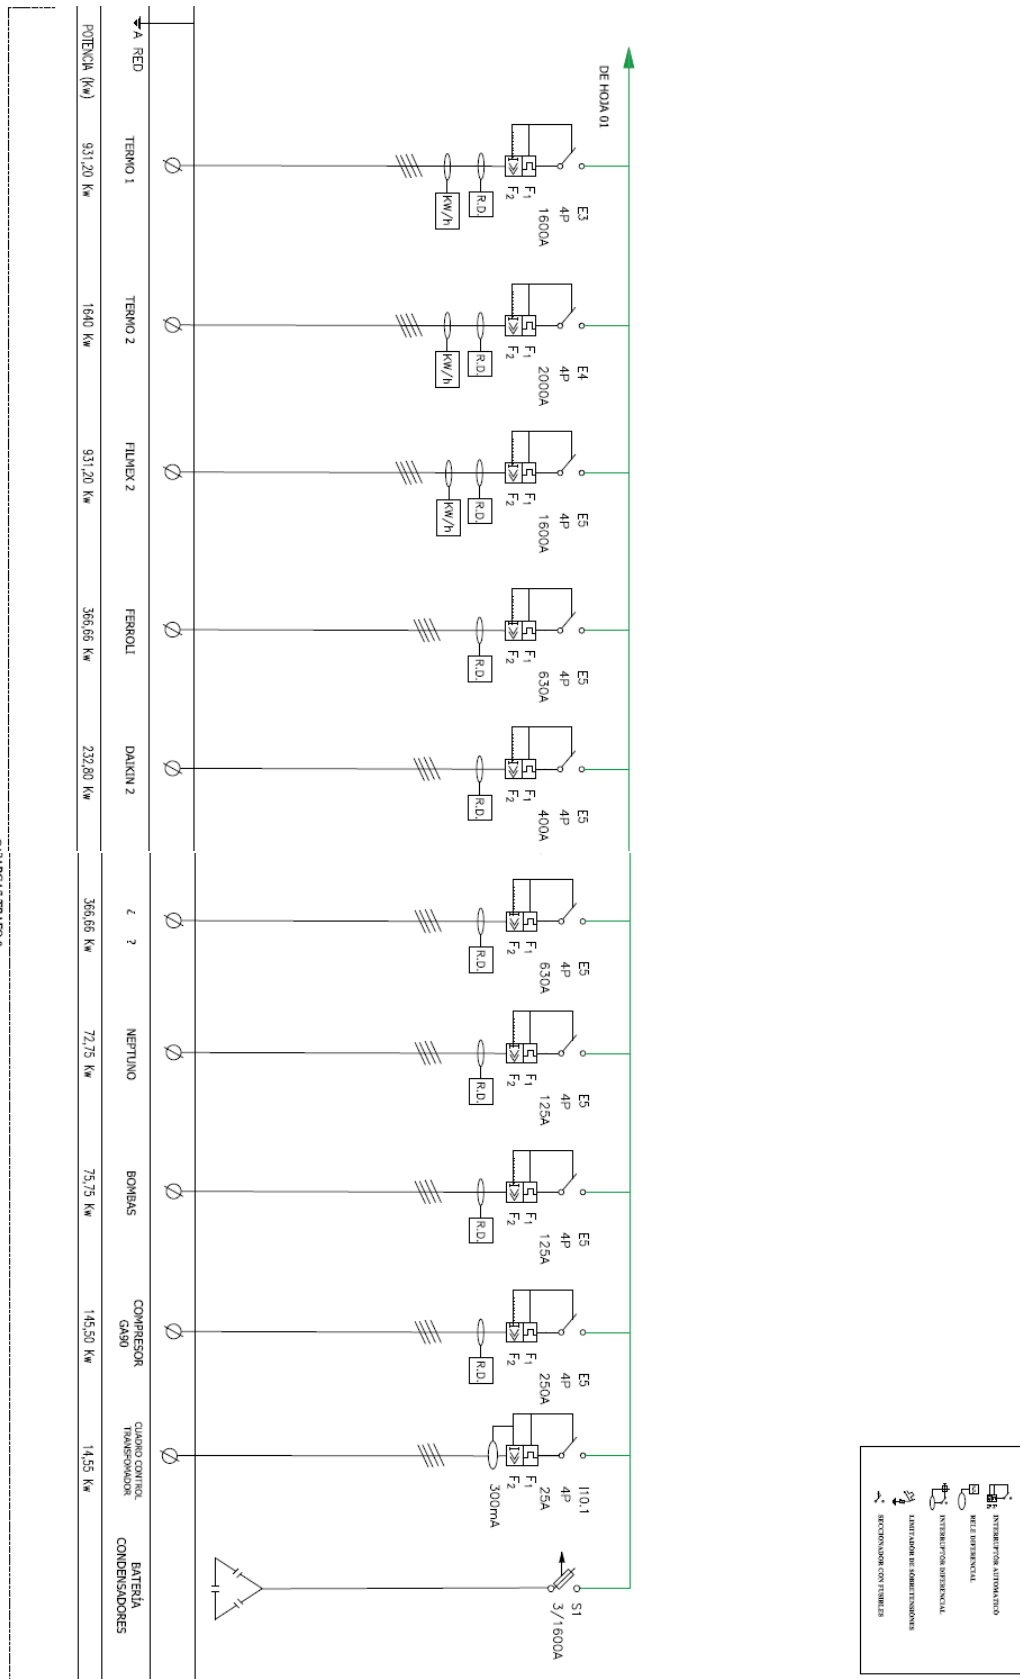 DE HOJA 01
A RED
POTENCIA (Kw)
E3
4P
1600A
F1
F2
R.D.
KW/h
TERMO 1
931,20 Kw
E4
4P
2000A
F1
F2
R.D.
KW/h
TERMO 2
1640 Kw
E5
4P
1600A
F1
F2
R.D.
KW/h
FILMEX 2
931,20 Kw
E5
4P
630A
F1
F2
R.D.
FERROLI
366,66 Kw
E5
4P
400A
F1
F2
R.D.
DAIKIN 2
232,80 Kw
E5
4P
630A
F1
F2
R.D.
¿ ?
366,66 Kw
E5
4P
125A
F1
F2
R.D.
NEPTUNO
72,75 Kw
E5
4P
125A
F1
F2
R.D.
BOMBAS
75,75 Kw
E5
4P
250A
F1
F2
R.D.
COMPRESOR
GA90
145,50 Kw
I10.1
4P
25A
F1
F2
300mA
CUADRO CONTROL
TRANSFOMADOR
14,55 Kw
S1
3/1600A
BATERÍA
CONDENSADORES
INTERRUPTOR AUTOMATICO
RELE DIFERENCIAL
INTERRUPTOR DIFERENCIAL
LIMITADOR DE SOBRETENSIONES
SECCIONADOR CON FUSIBLES